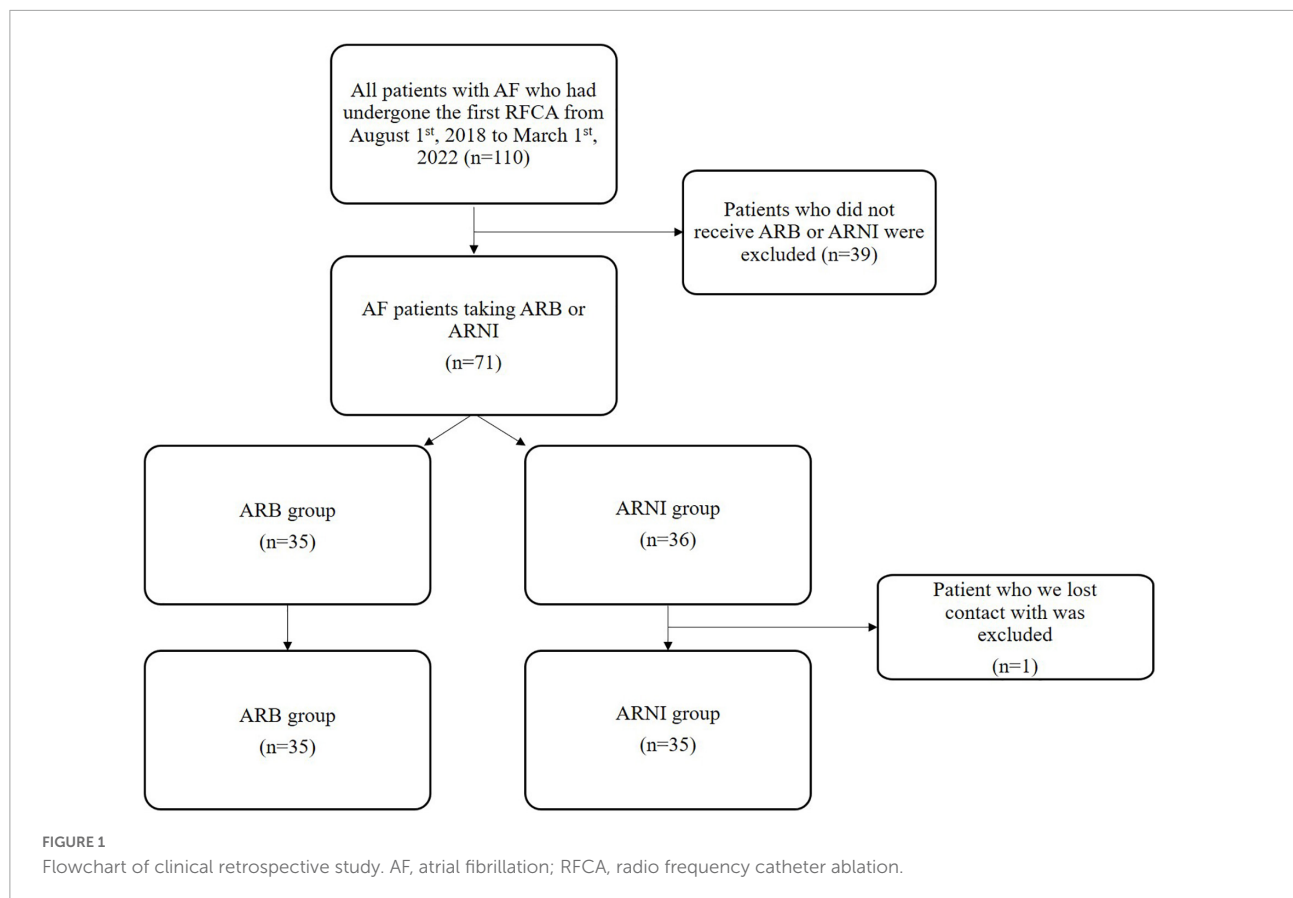 All patients with AF who had
undergone the first RFCA from
August 1st, 2018 to March 1st,
2022 (n=110)
Patients who did not
receive ARB or ARNI were
excluded (n=39)
AF patients taking ARB or
ARNI
(n=71)
ARB group
(n=35)
ARNI group
(n=36)
Patient who we lost
contact with was
excluded
(n=1)
ARB group
(n=35)
ARNI group
(n=35)
FIGURE 1
Flowchart of clinical retrospective study. AF, atrial fibrillation; RFCA, radio frequency catheter ablation.